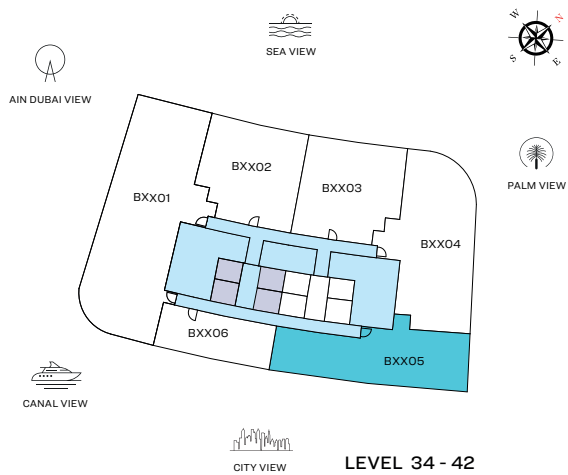 W
N
S
E
SEA VIEW
AIN DUBAI VIEW
PALM VIEW
BXX01
BXX02
BXX03
BXX04
BXX06
BXX05
CANAL VIEW
CITY VIEW
LEVEL 34 - 42